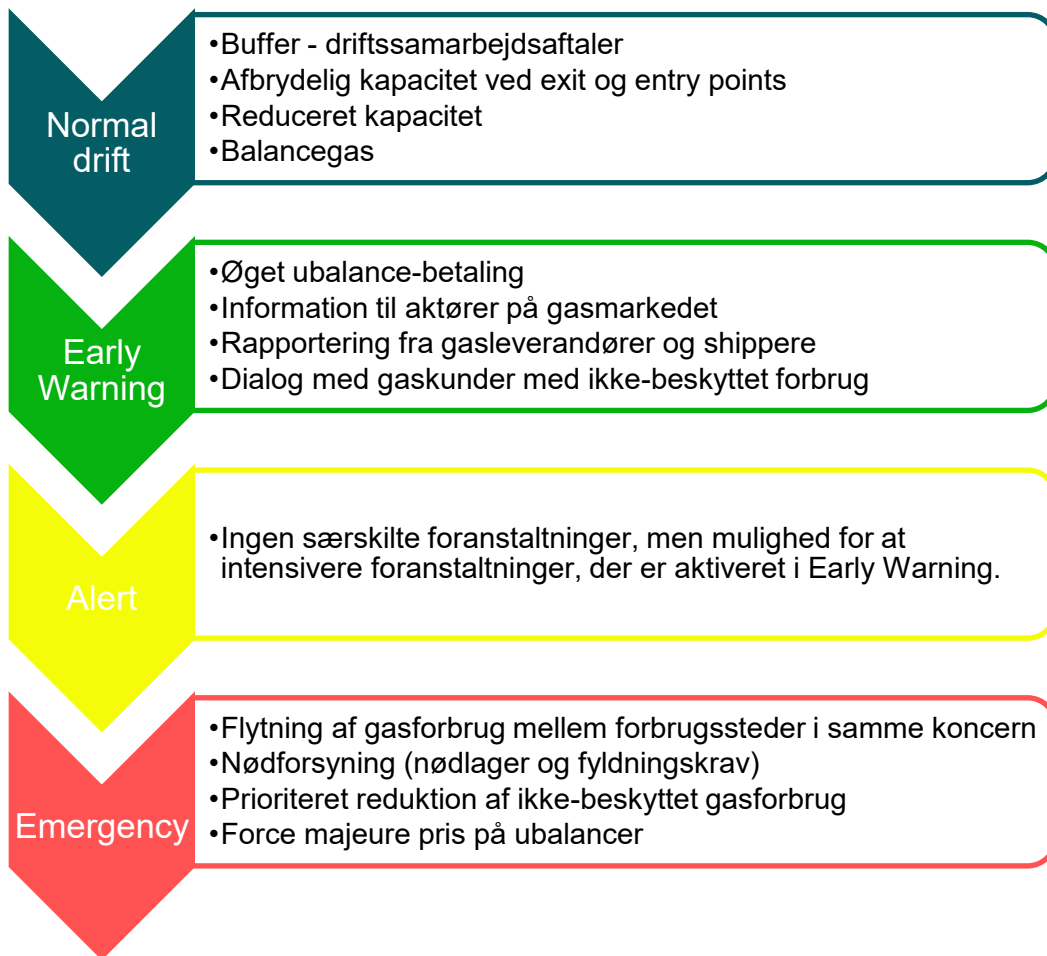 Normal
drift
•Buffer - driftssamarbejdsaftaler
•Afbrydelig kapacitet ved exit og entry points
•Reduceret kapacitet
•Balancegas
Early
Warning
•Øget ubalance-betaling
•Information til aktører på gasmarkedet
•Rapportering fra gasleverandører og shippere
•Dialog med gaskunder med ikke-beskyttet forbrug
Alert
•Ingen særskilte foranstaltninger, men mulighed for at
intensivere foranstaltninger, der er aktiveret i Early Warning.
Emergency
•Flytning af gasforbrug mellem forbrugssteder i samme koncern
•Nødforsyning (nødlager og fyldningskrav)
•Prioriteret reduktion af ikke-beskyttet gasforbrug
•Force majeure pris på ubalancer